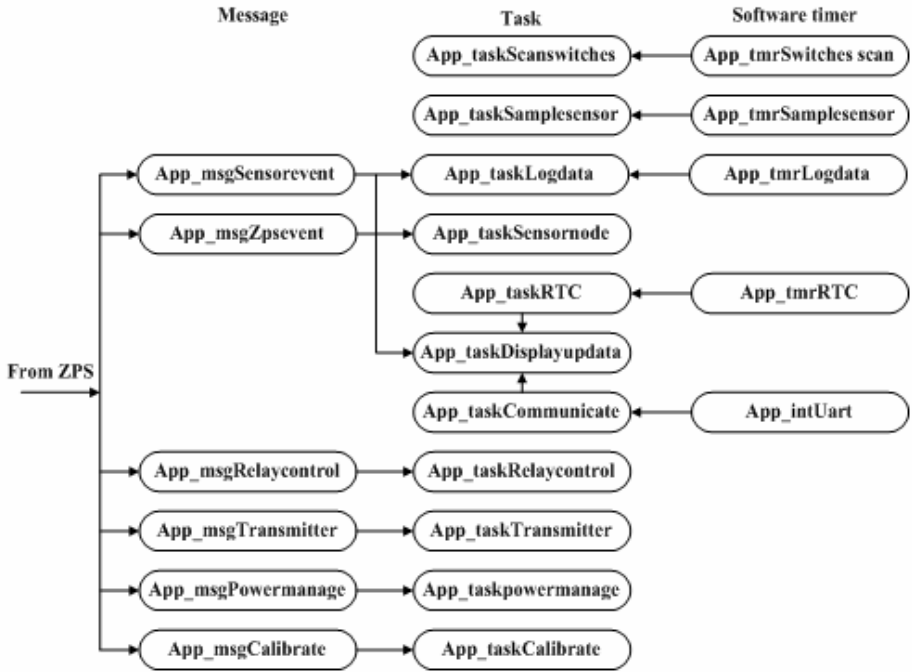 Message Task Software timer
App_taskScanswitches App_tmrSwitches scan
App_taskSamplesensor App_tmrSamplesensor
App_msgSensorevent App_taskLogdata App_tmrLogdata
App_msgZpsevent App_taskSensornode
App_taskRTC App_tmrRTC
App_taskDisplayupdata
From ZPS
App_taskCommunicate App_intUart
App_msgRelaycontrol App_taskRelaycontrol
App_msgTransmitter App_taskTransmitter
App_msgPowermanage App_taskpowermanage
App_msgCalibrate App_taskCalibrate